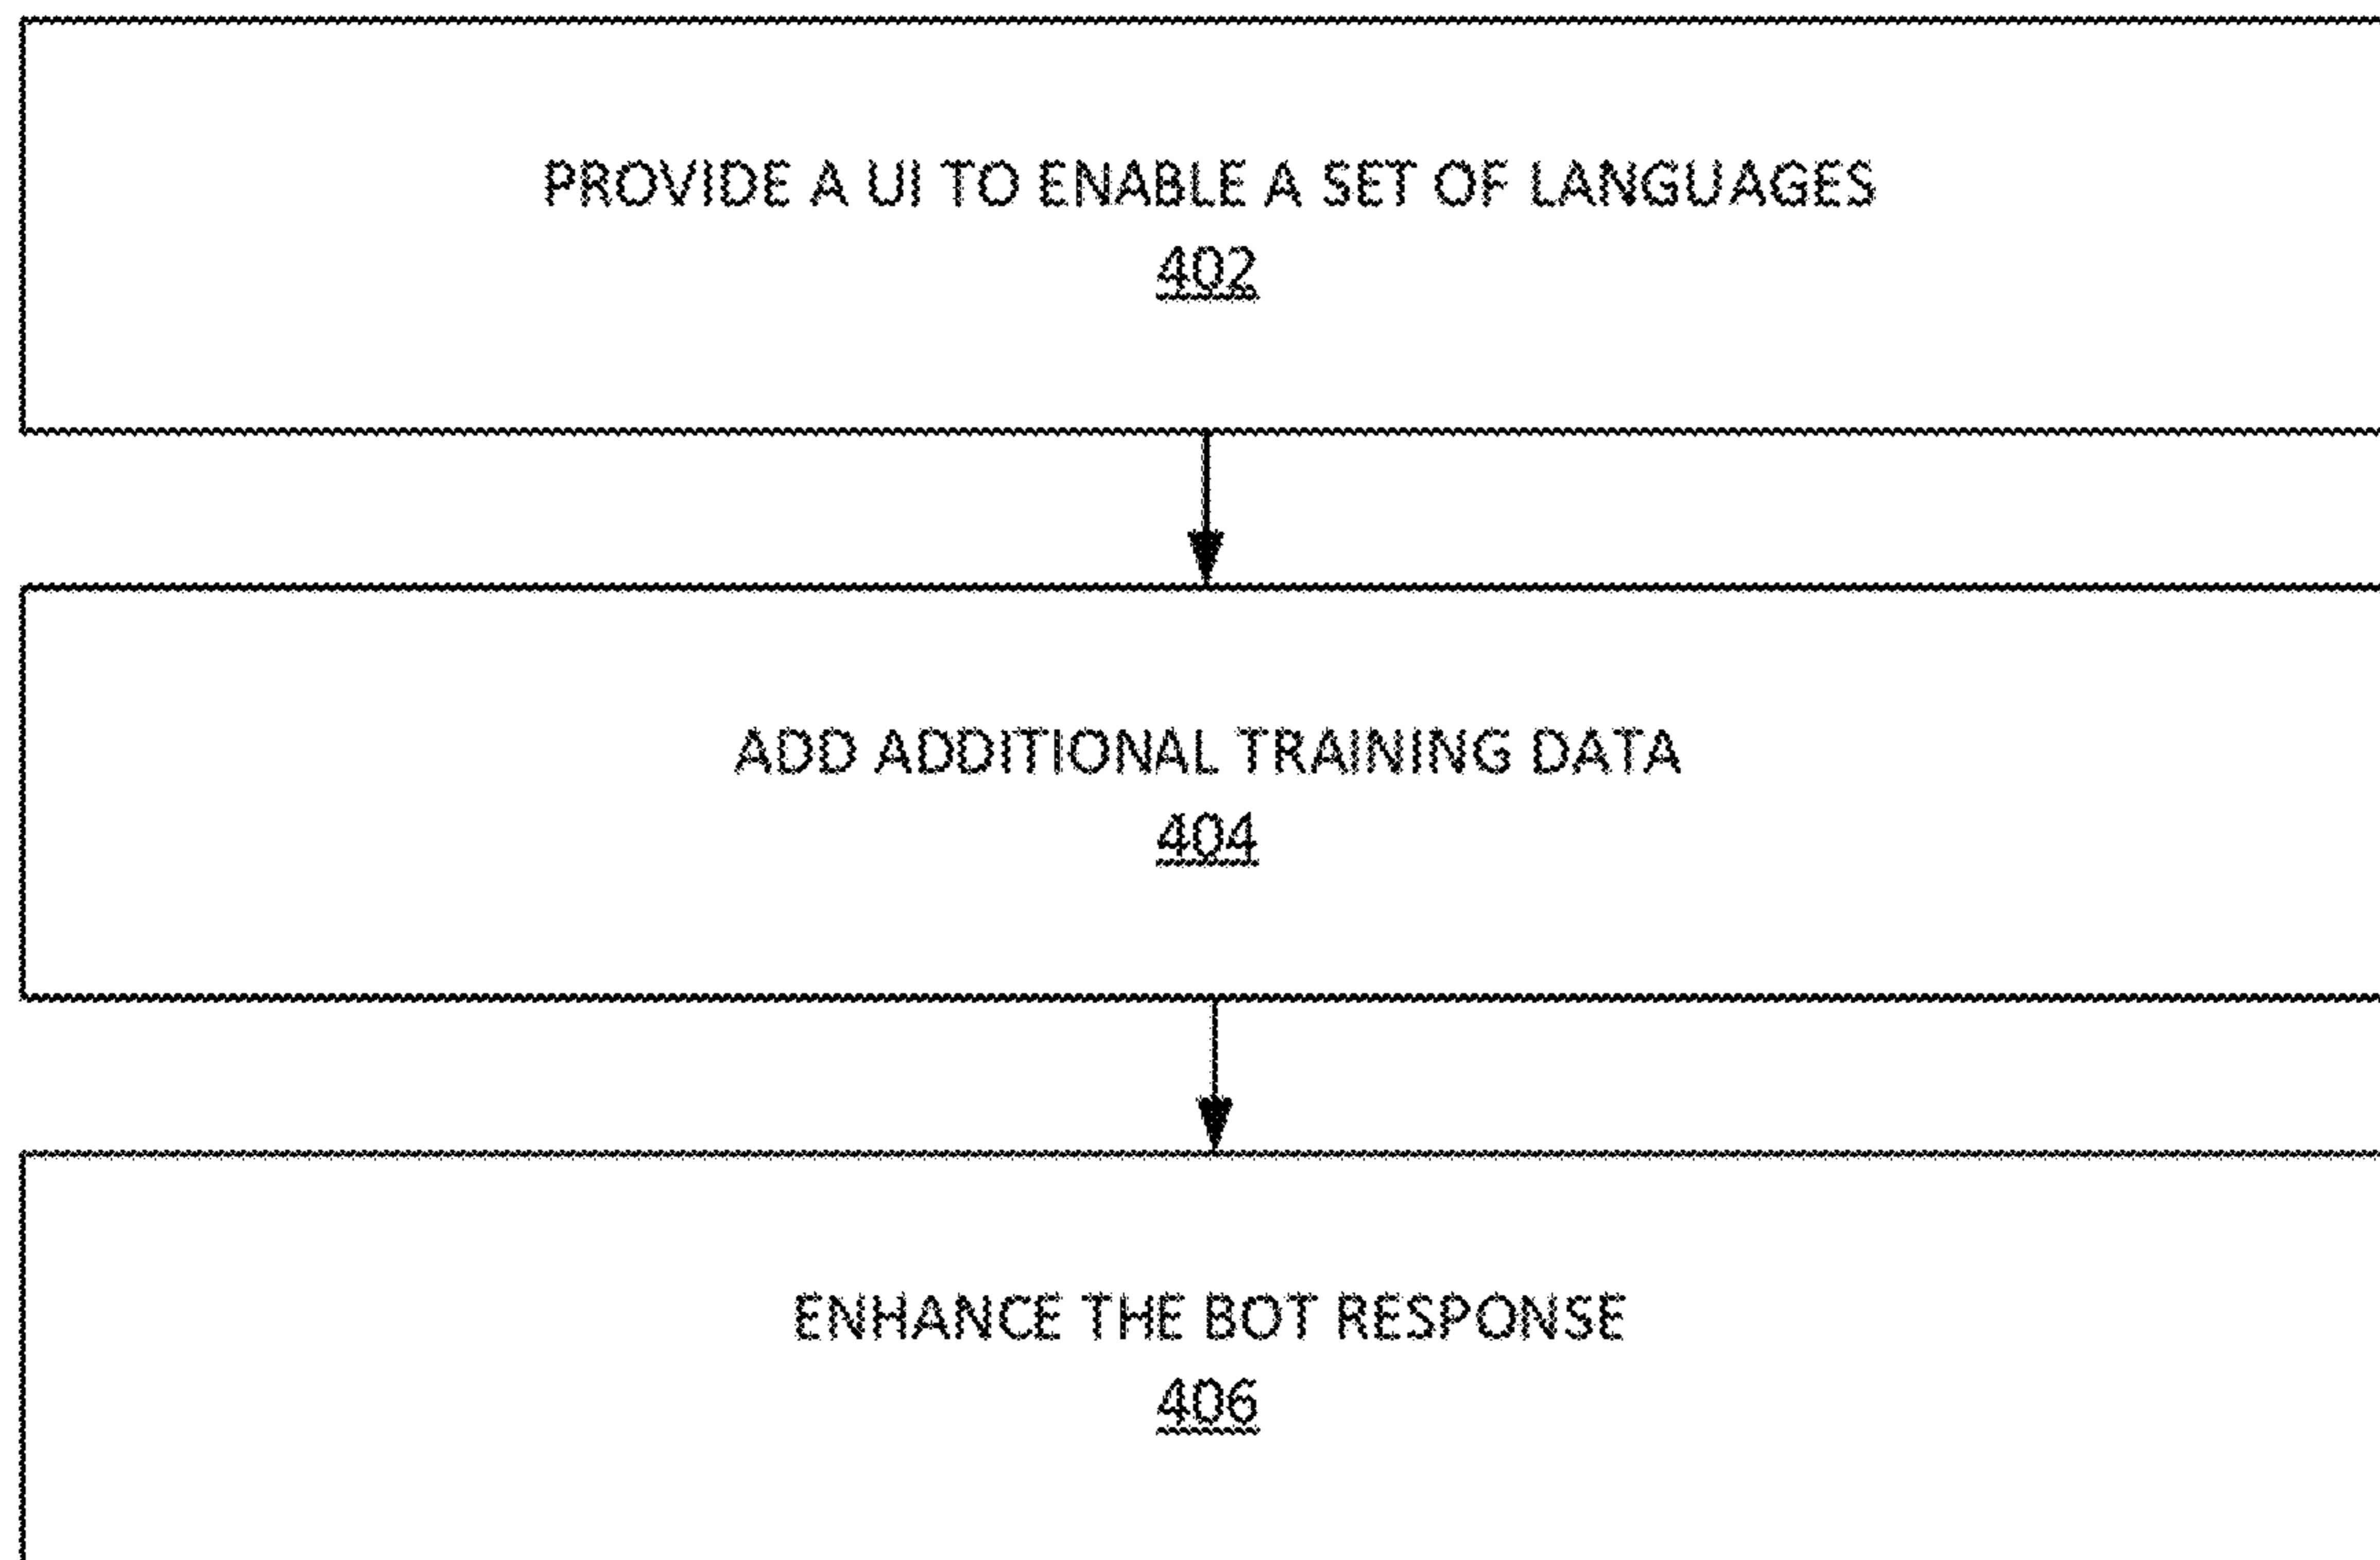 PROVIDE A UI TO ENABLE A SET OF LANGUAGES
402
ADD ADDITIONAL TRAINING DATA
404
ENHANCE THE BOT RESPONSE
406